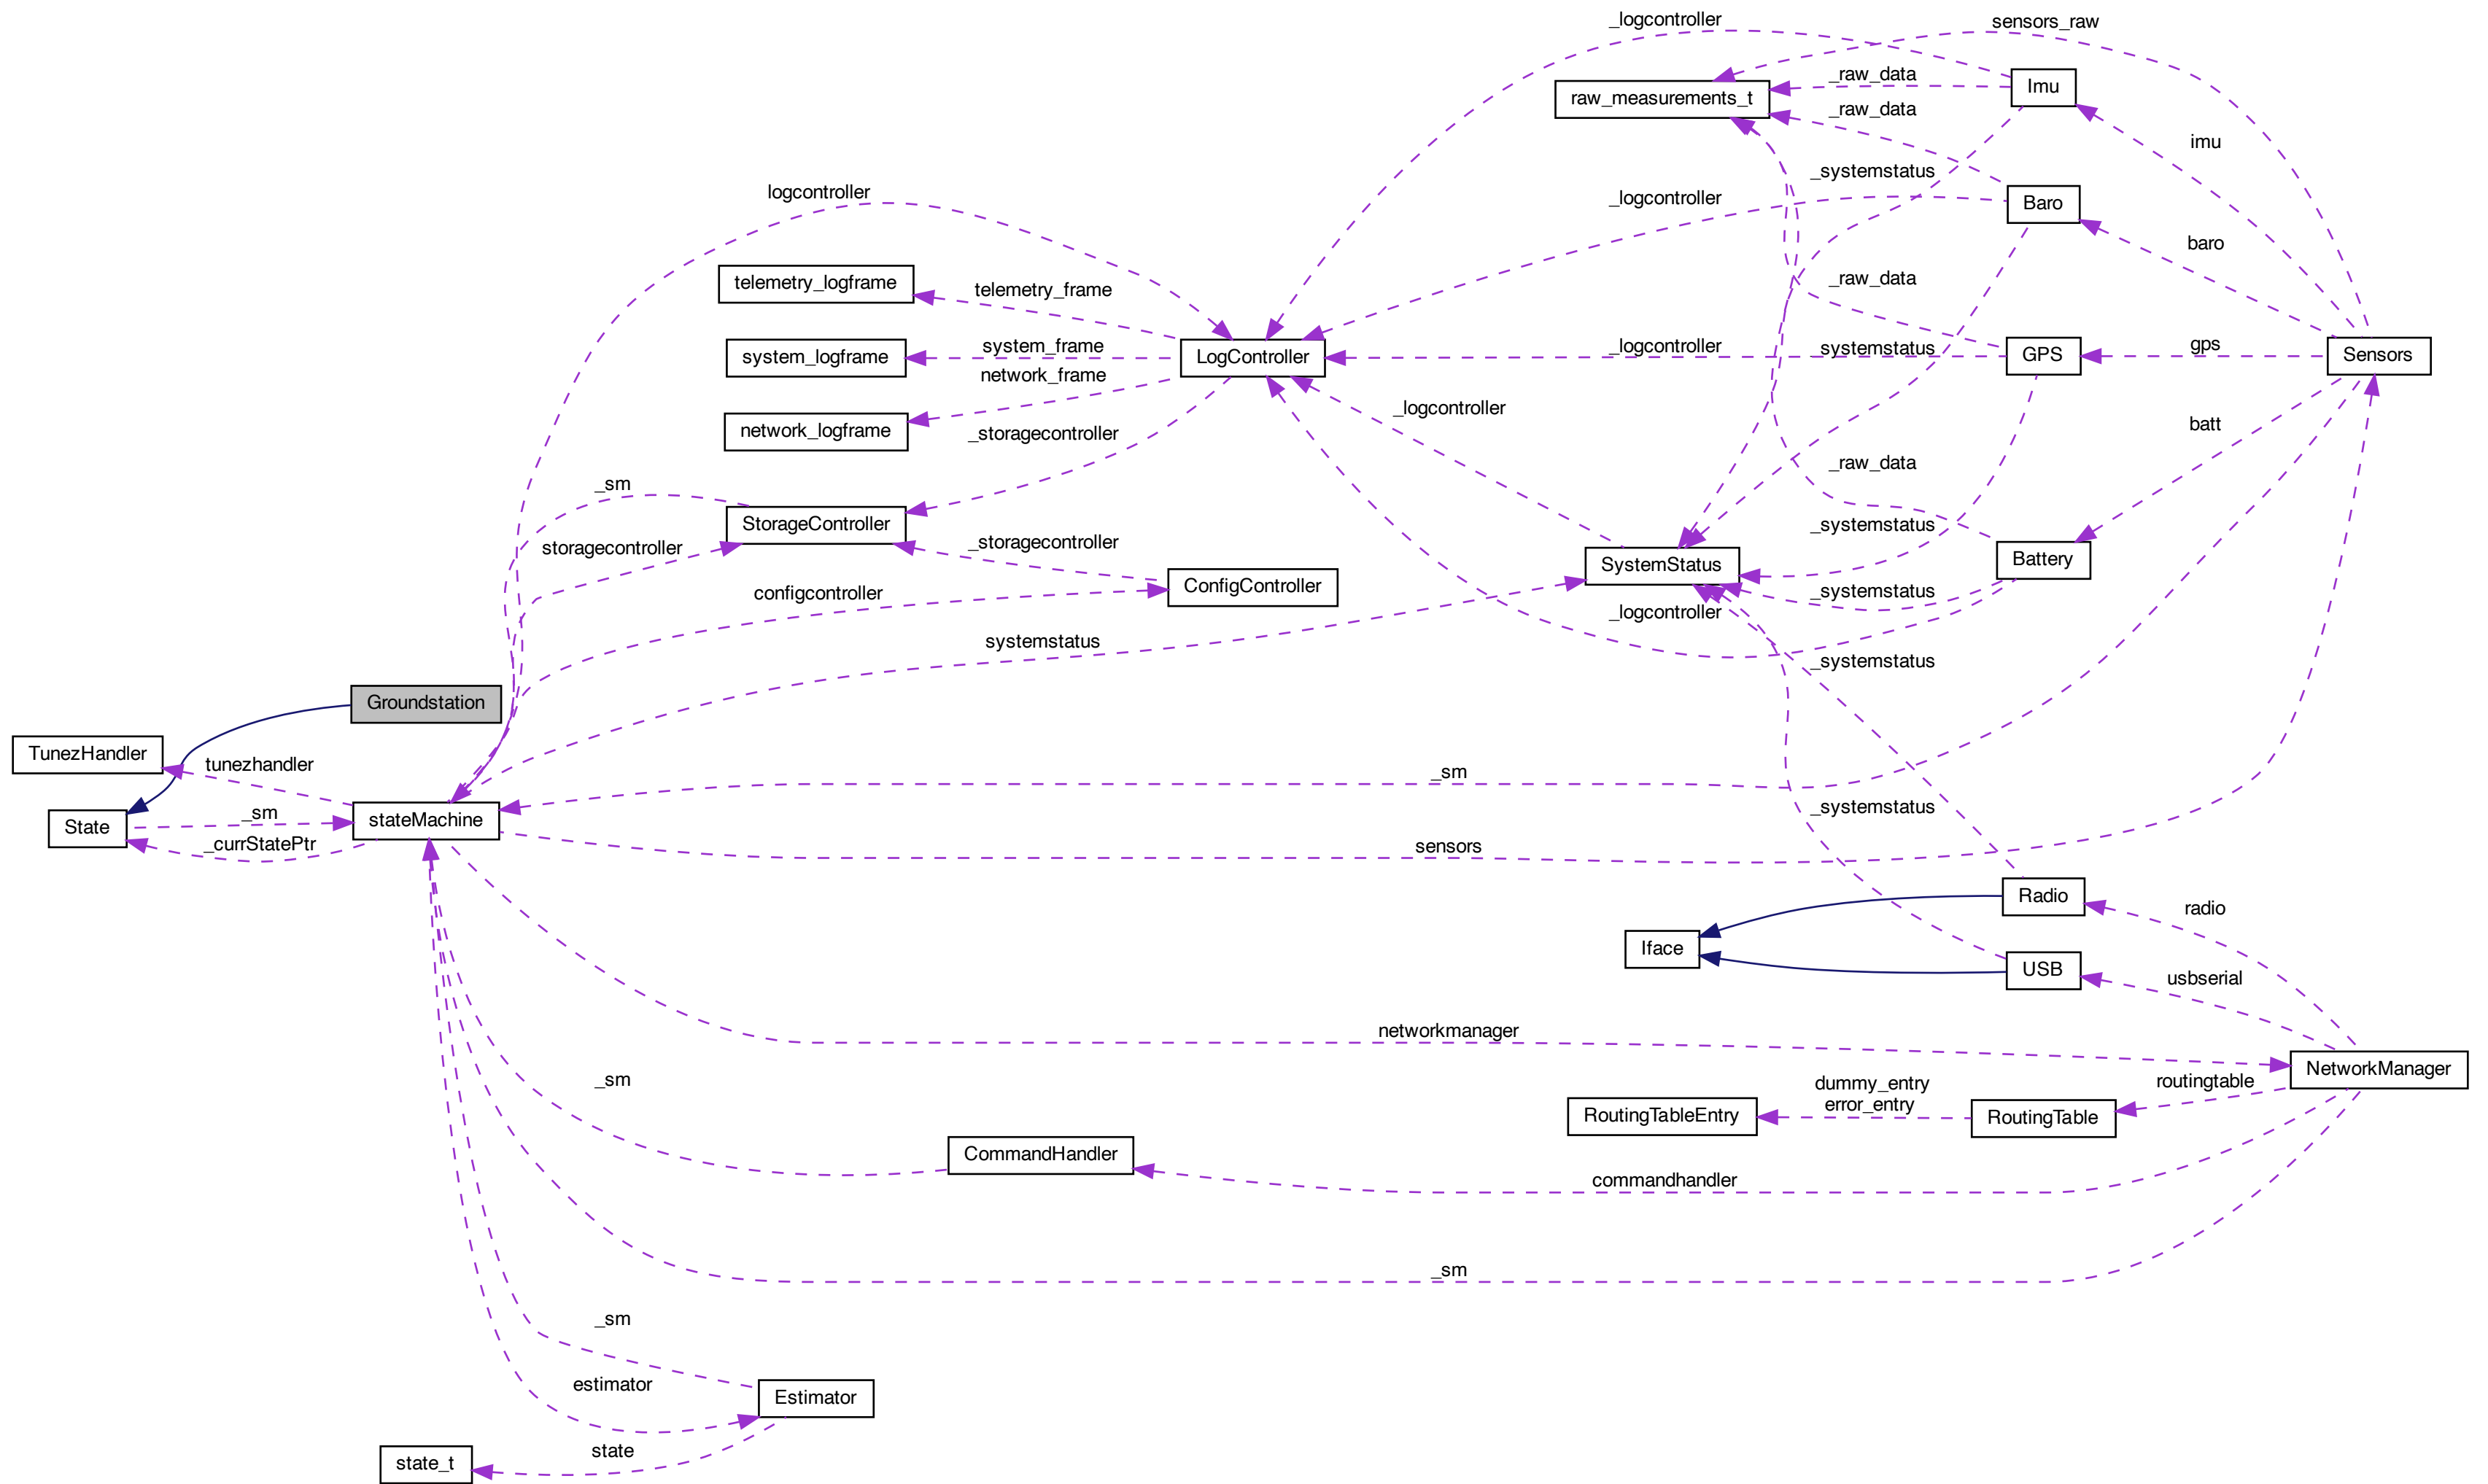 _logcontroller
sensors_raw
_raw_data
Imu
raw_measurements_t
_raw_data
imu
_systemstatus
logcontroller
_logcontroller
Baro
baro
telemetry_logframe
telemetry_frame
_raw_data
system_logframe
system_frame
LogController
_logcontroller
_systemstatus
GPS
gps
Sensors
network_frame
network_logframe
_storagecontroller
_logcontroller
batt
_sm
_raw_data
StorageController
storagecontroller
_storagecontroller
_systemstatus
SystemStatus
Battery
configcontroller
ConfigController
_systemstatus
_logcontroller
systemstatus
_systemstatus
Groundstation
TunezHandler
tunezhandler
_sm
State
_sm
stateMachine
_systemstatus
_currStatePtr
sensors
Radio
radio
Iface
USB
usbserial
networkmanager
NetworkManager
_sm
dummy_entry
error_entry
routingtable
RoutingTableEntry
RoutingTable
CommandHandler
commandhandler
_sm
_sm
estimator
Estimator
state
state_t